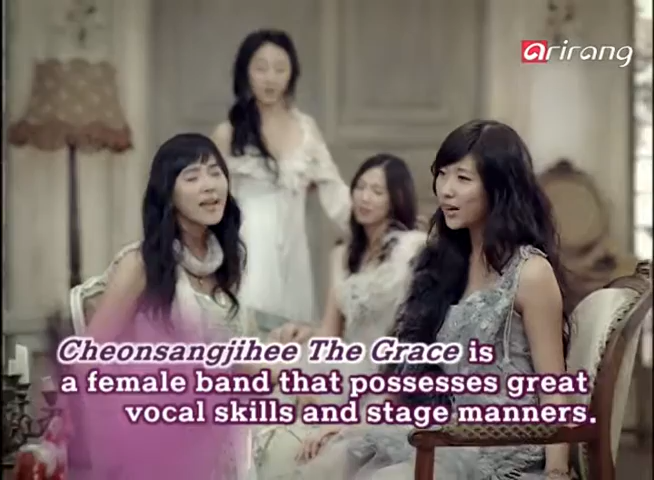 arirang
Cheonsangjihee The Grace is
a female band that possesses great
vocal skills and stage manners.